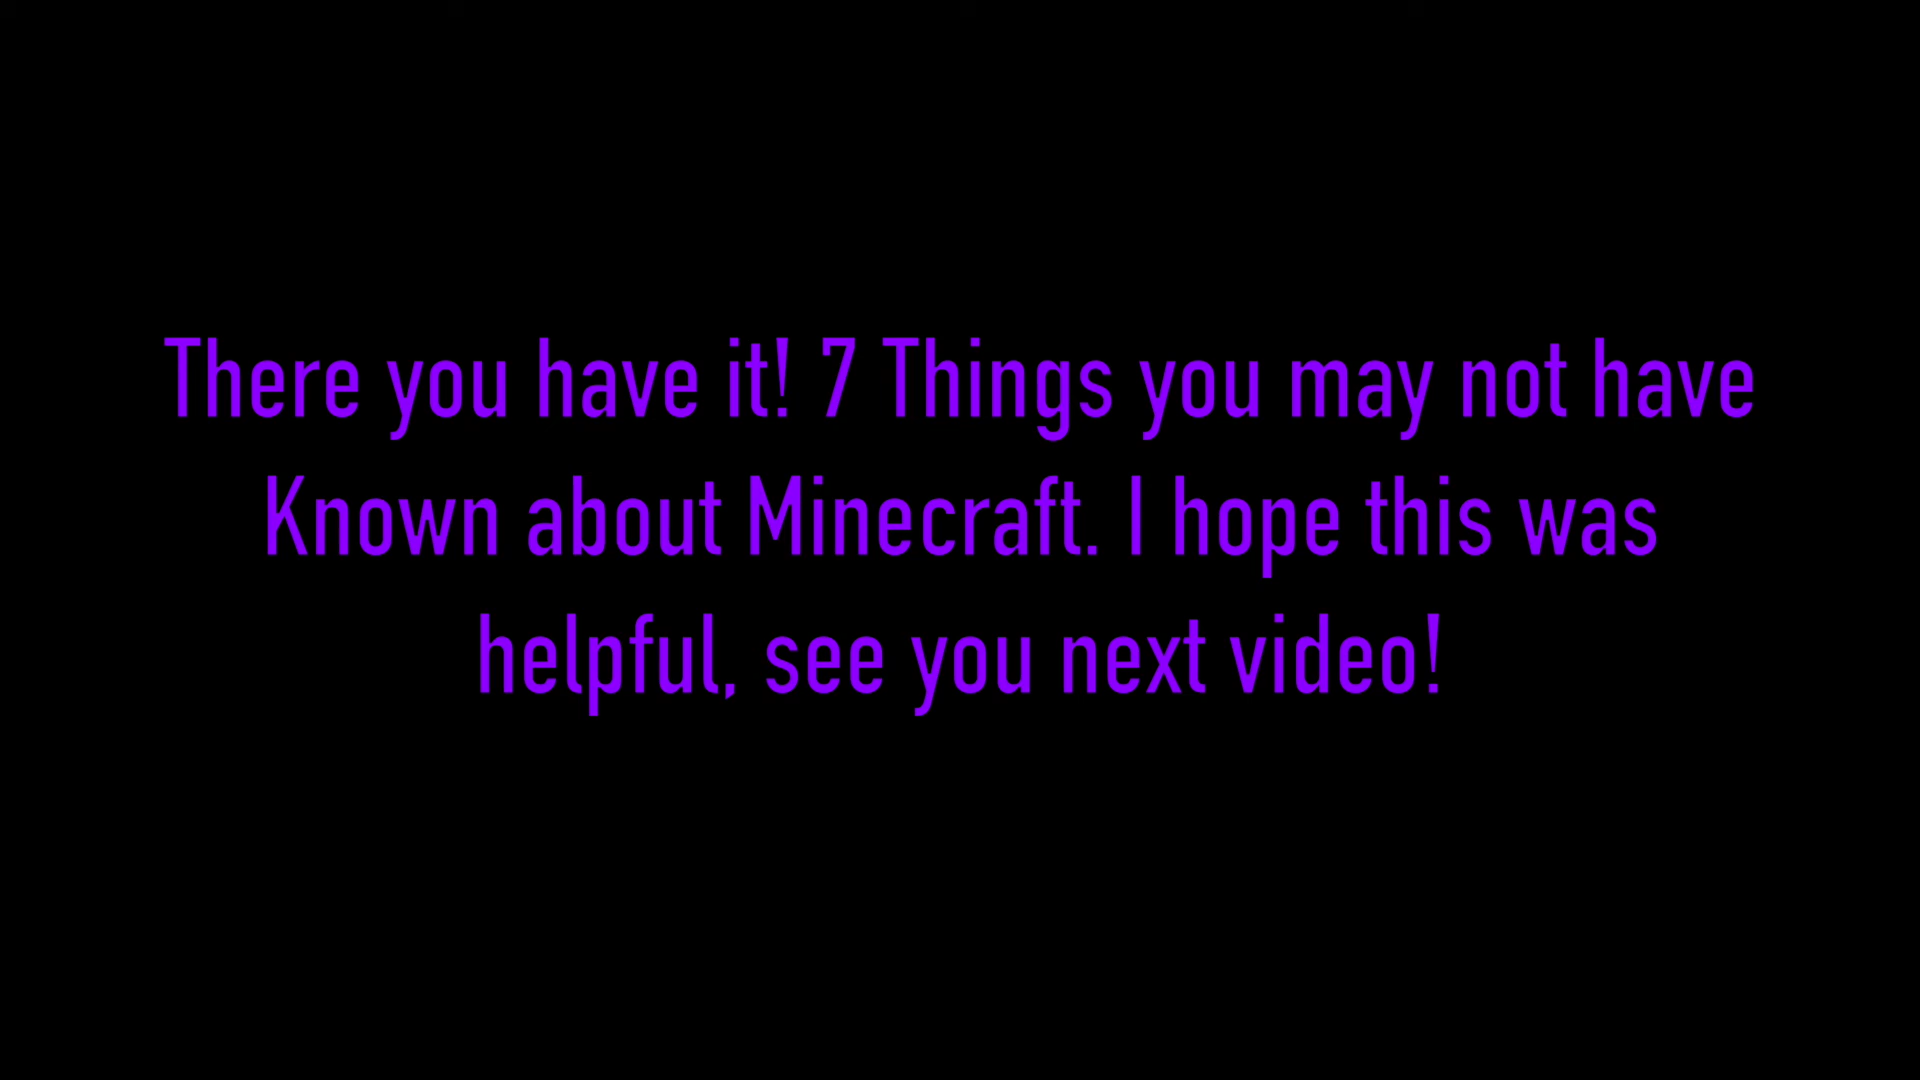 There you have it! 7 Things you may not have
Known about Minecraft. I hope this was
helpful, see you next video!